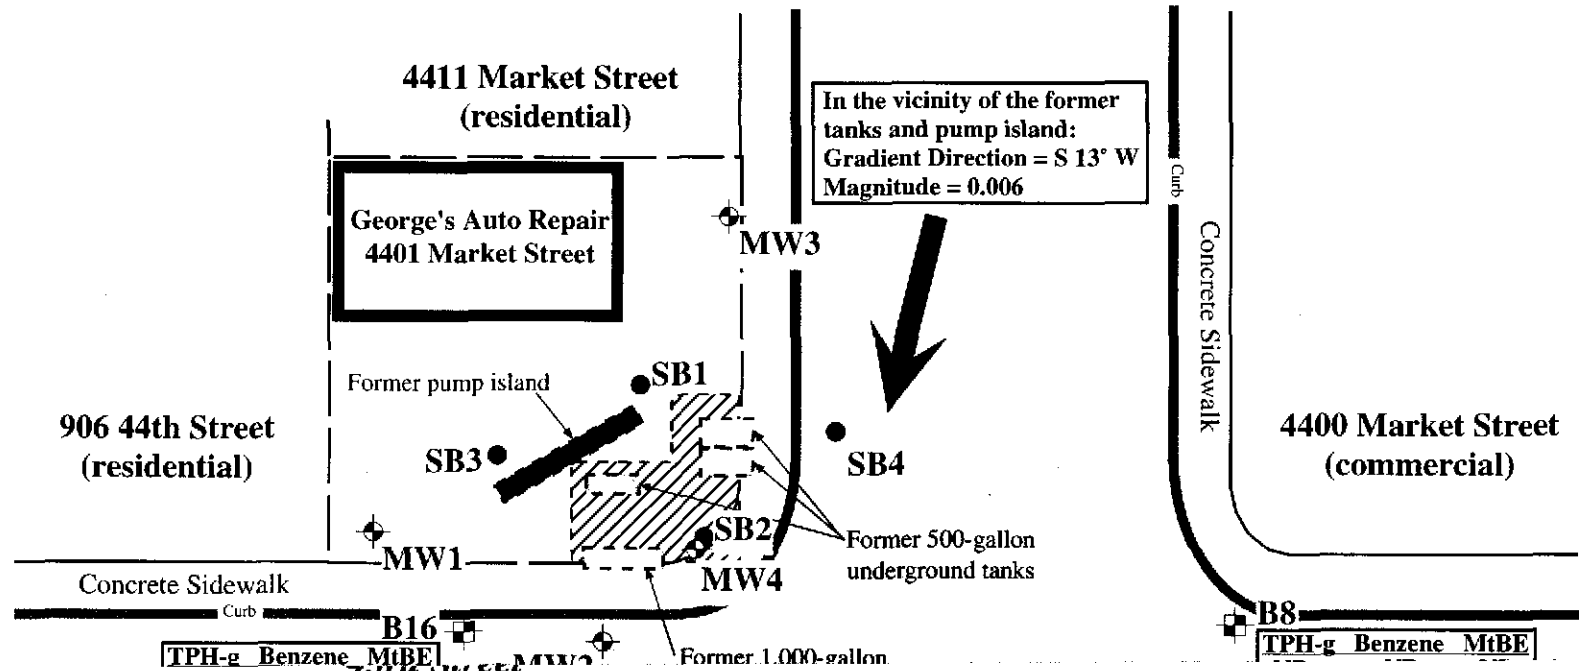 4411 Market Street
(residential)
In the vicinity of the former
tanks and pump island:
Gradient Direction = S 13° W
Magnitude = 0.006
Curb
George's Auto Repair
4401 Market Street
MW3
Concrete Sidewalk
Former pump island
SB1
906 44th Street
(residential)
SB3
SB4
4400 Market Street
(commercial)
SB2
Former 500-gallon
underground tanks
MW1
MW4
Concrete Sidewalk
Curb
B16
B8
TPH-g Benzene MtBE
MW2
Former 1,000-gallon
TPH-g Benzene MtBE